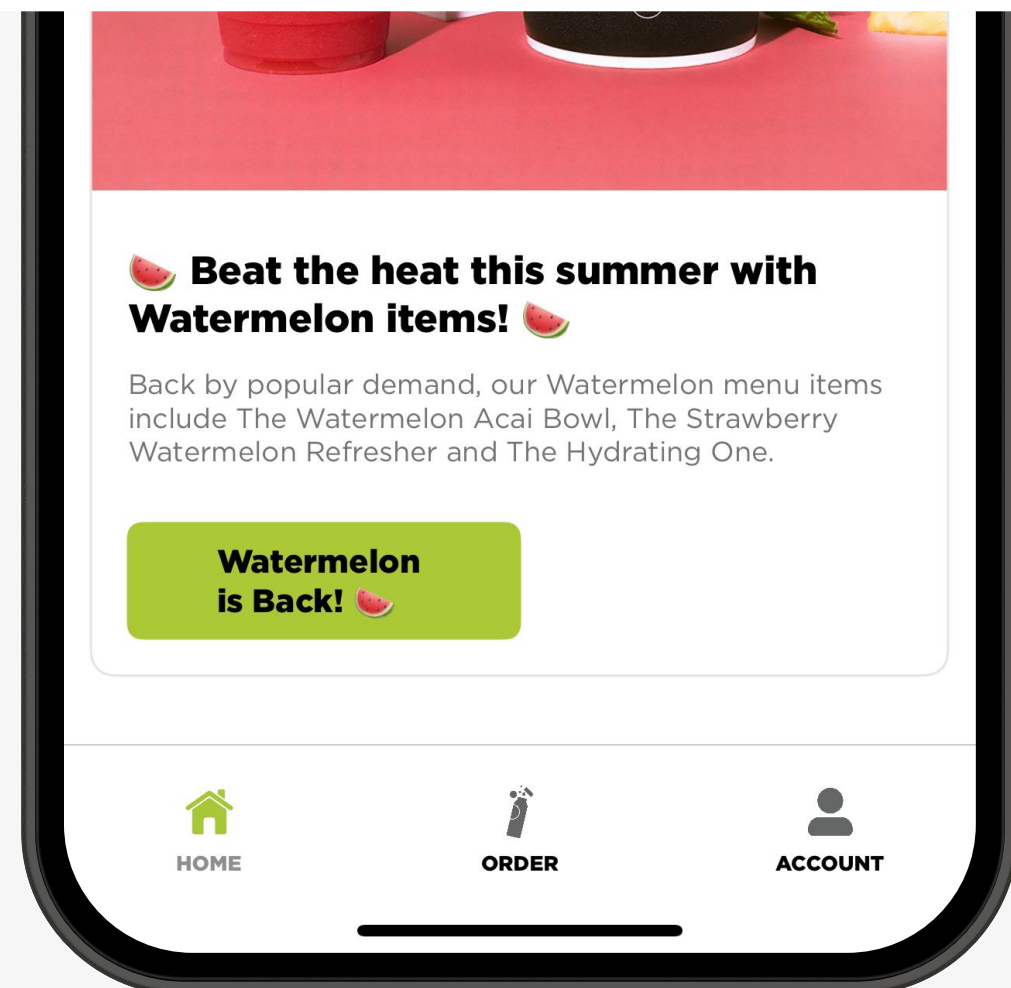 🍉 Beat the heat this summer with
Watermelon items! 🍉
Back by popular demand, our Watermelon menu items
include The Watermelon Acai Bowl, The Strawberry
Watermelon Refresher and The Hydrating One.
Watermelon
is Back! 🍉
HOME ORDER ACCOUNT